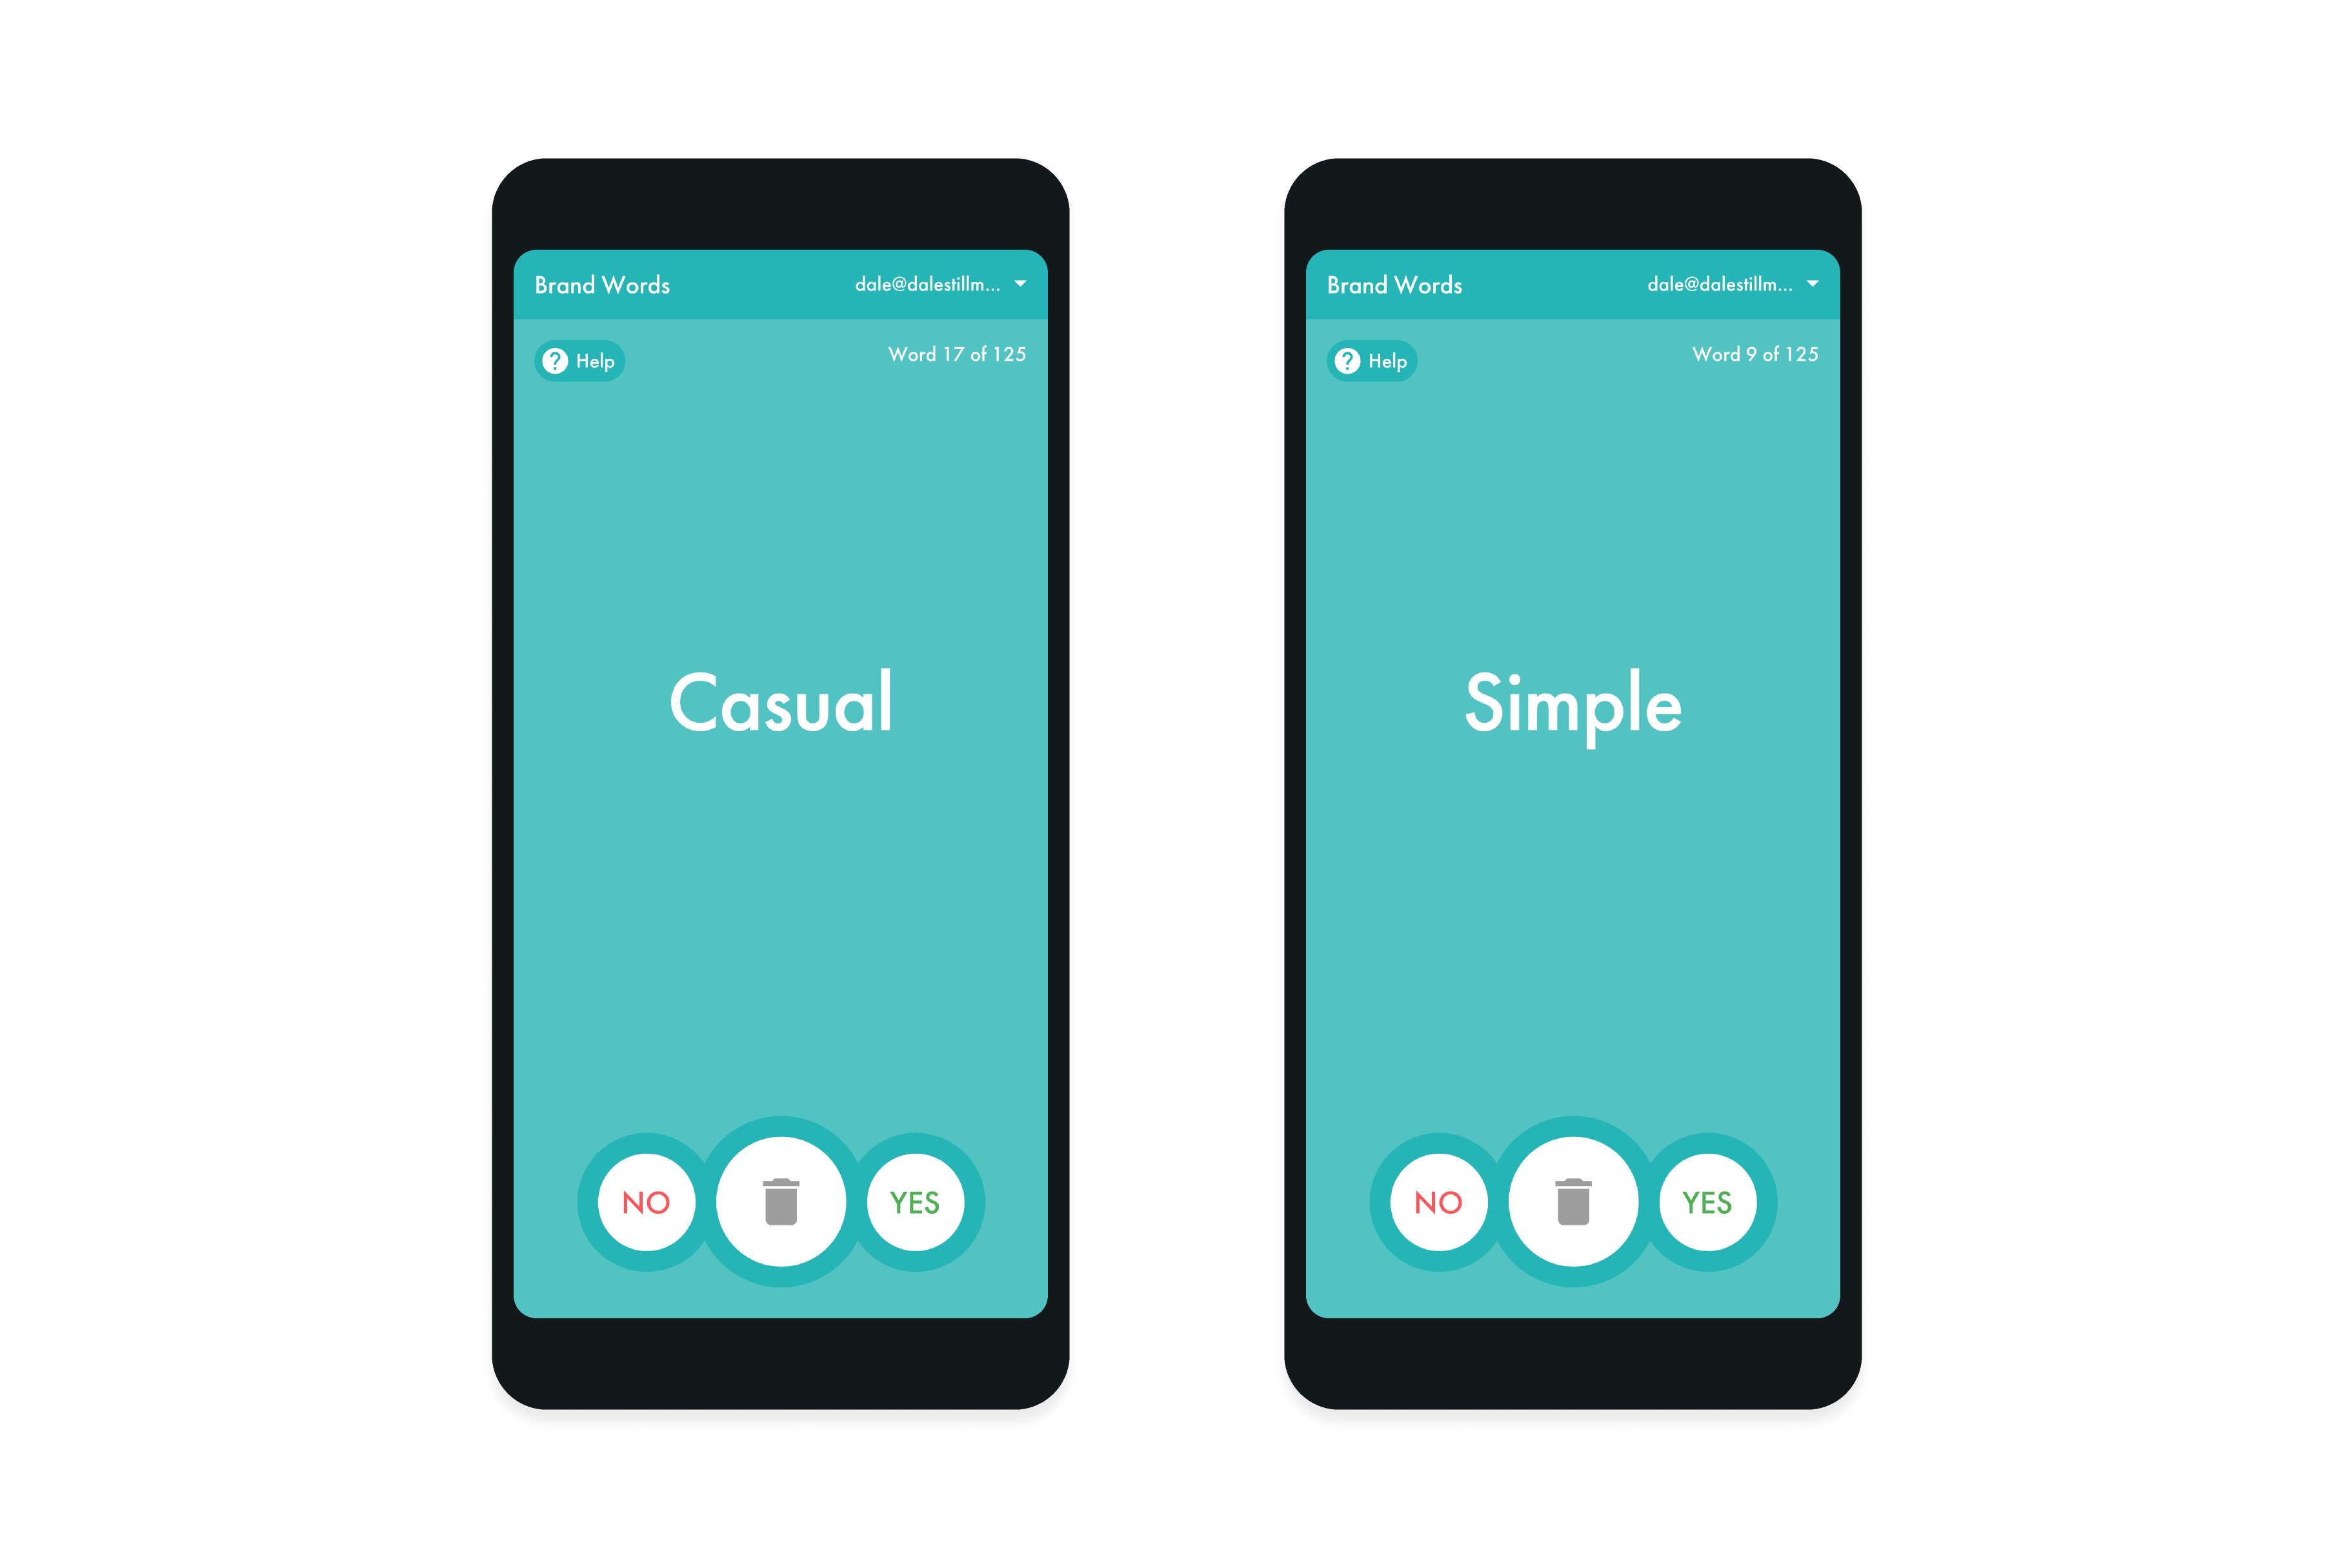 Brand Words
dale@dalestillm...
Help
Word 17 of 125
Casual
NO
YES
Brand Words
dale@dalestillm...
Help
Word 9 of 125
Simple
NO
YES